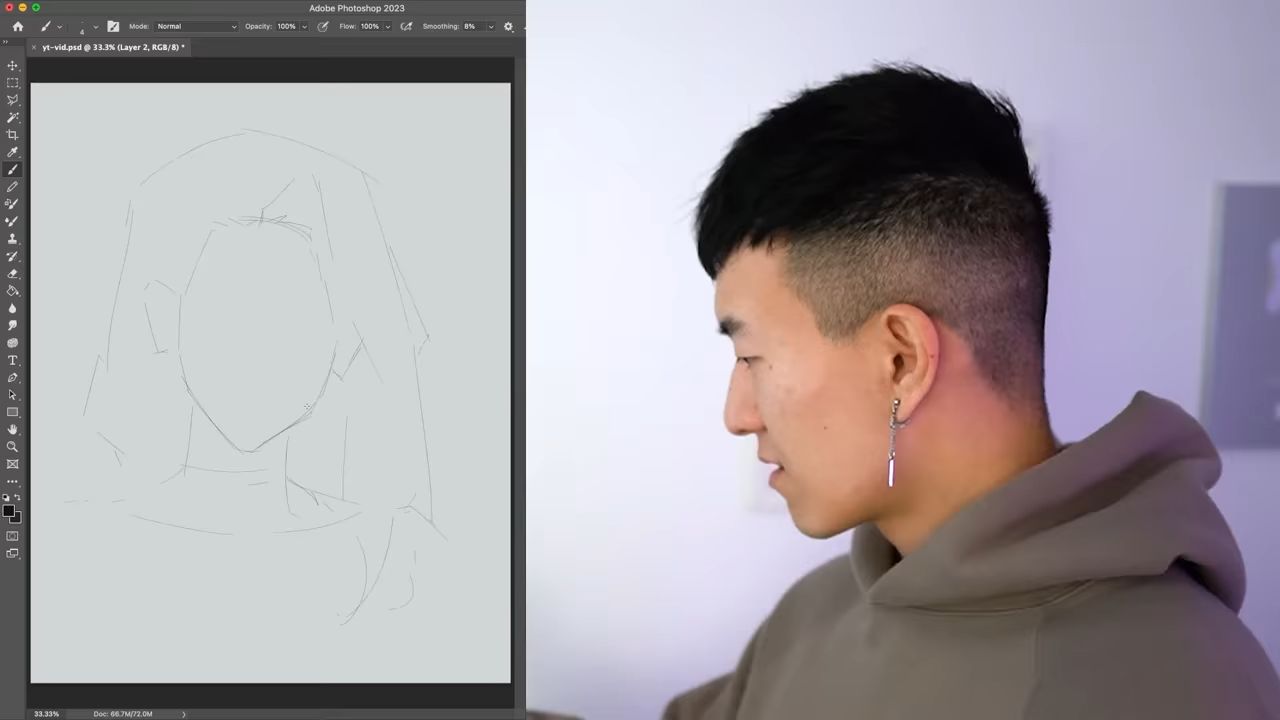 Adobe Photoshop 2023
Mode: Normal Opacity: 100% Flow: 100% Smoothing: 8%
4
yt-vid.psd @ 33.3% (Layer 2, RGB/8) *
33.33% Doc: 66.7M/72.0M